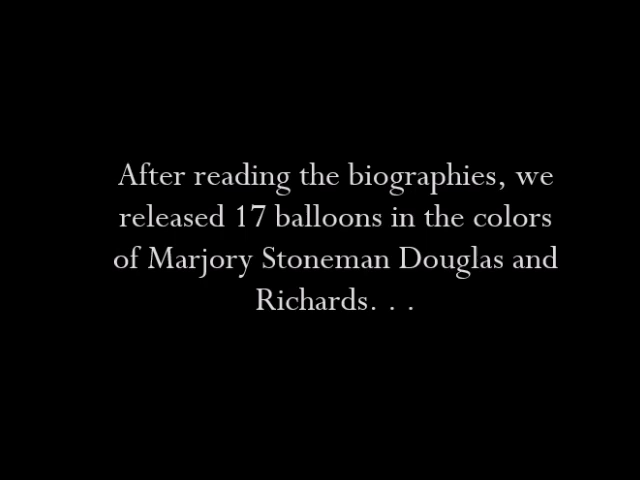 After reading the biographies, we
released 17 balloons in the colors
of Marjory Stoneman Douglas and
Richards. . .